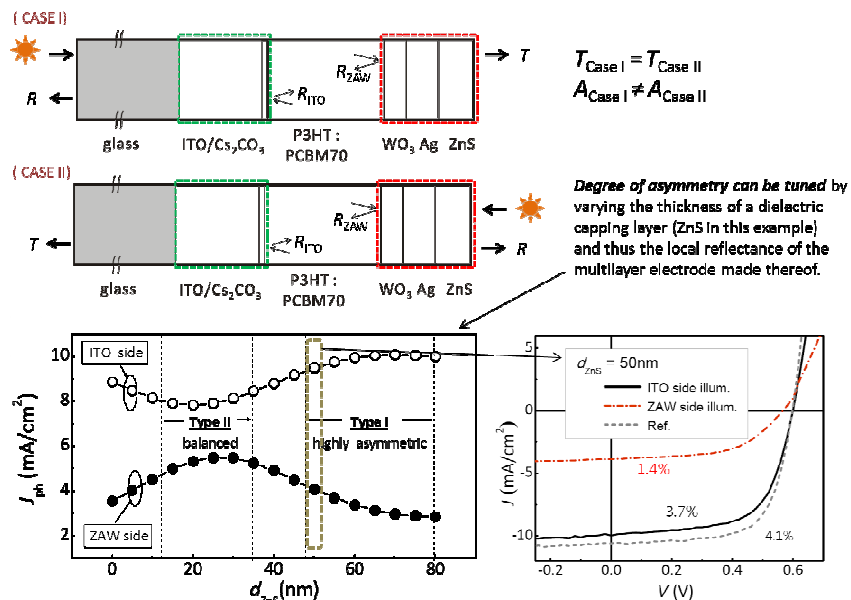 ( CASE I)
T
R
R_ITO
R_ZAW
T_Case I = T_Case II
A_Case I ≠ A_Case II
glass
ITO/Cs₂CO₃
P3HT :
PCBM70
WO₃ Ag ZnS
( CASE II)
R_ZAW
R_ITO
T
R
glass
ITO/Cs₂CO₃
P3HT :
PCBM70
WO₃ Ag ZnS
Degree of asymmetry can be tuned by
varying the thickness of a dielectric
capping layer (ZnS in this example)
and thus the local reflectance of the
multilayer electrode made thereof.
ITO side
Type II
balanced
Type I
highly asymmetric
ZAW side
J_ph (mA/cm²)
10
8
6
4
2
0
20
40
60
80
d_ZnS(nm)
d_ZnS = 50nm
ITO side illum.
ZAW side illum.
Ref.
1.4%
3.7%
4.1%
J (mA/cm²)
5
0
-5
-10
-0.2
0.0
0.2
0.4
0.6
V (V)